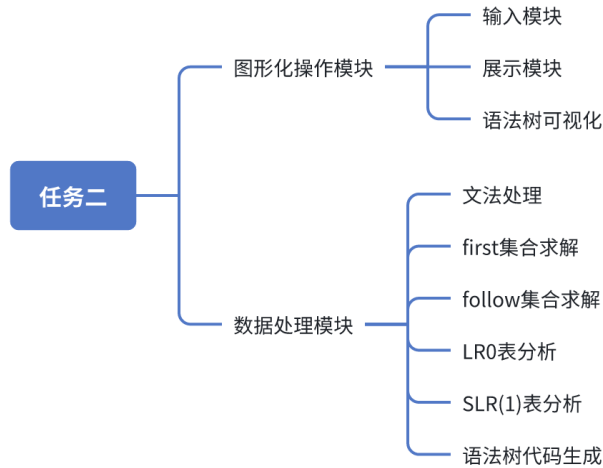 任务二
图形化操作模块
输入模块
展示模块
语法树可视化
数据处理模块
文法处理
first集合求解
follow集合求解
LR0表分析
SLR(1)表分析
语法树代码生成